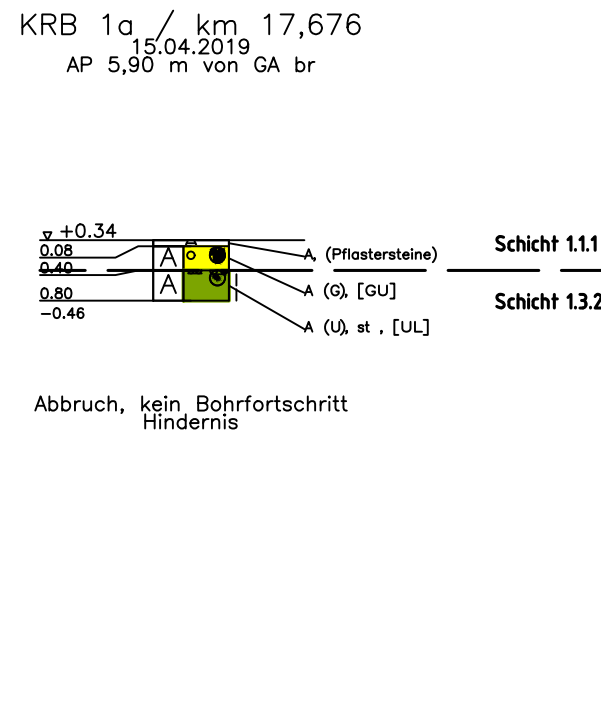 KRB 1a / km 17,676
15.04.2019
AP 5,90 m von GA br
+0.34
0.08
0.40
0.80
−0.46
A
A
A, (Pflastersteine)
A (G), [GU]
A (U), st , [UL]
Schicht 1.1.1
Schicht 1.3.2
Abbruch, kein Bohrfortschritt
Hindernis